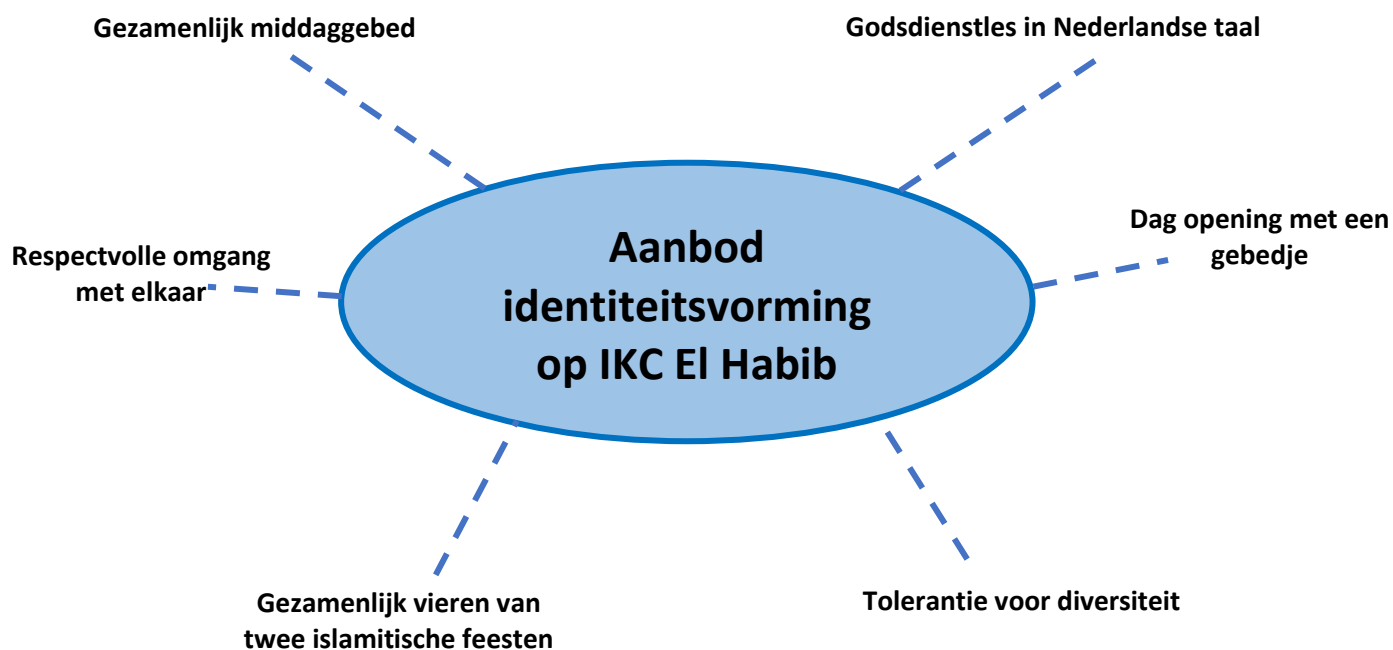 Gezamenlijk middaggebed
Godsdienstles in Nederlandse taal
Dag opening met een
gebedje
Respectvolle omgang
met elkaar
Aanbod
identiteitsvorming
op IKC El Habib
Gezamenlijk vieren van
twee islamitische feesten
Tolerantie voor diversiteit